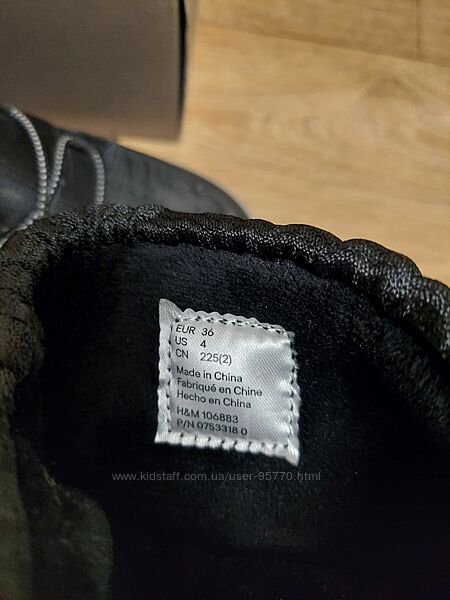 EUR 36
US 4
CN 225(2)
Made in China
Fabriqué en Chine
Hecho en China
H&M 106883
P/N 0753318 0
www.kidstaff.com.ua/user-95770.html